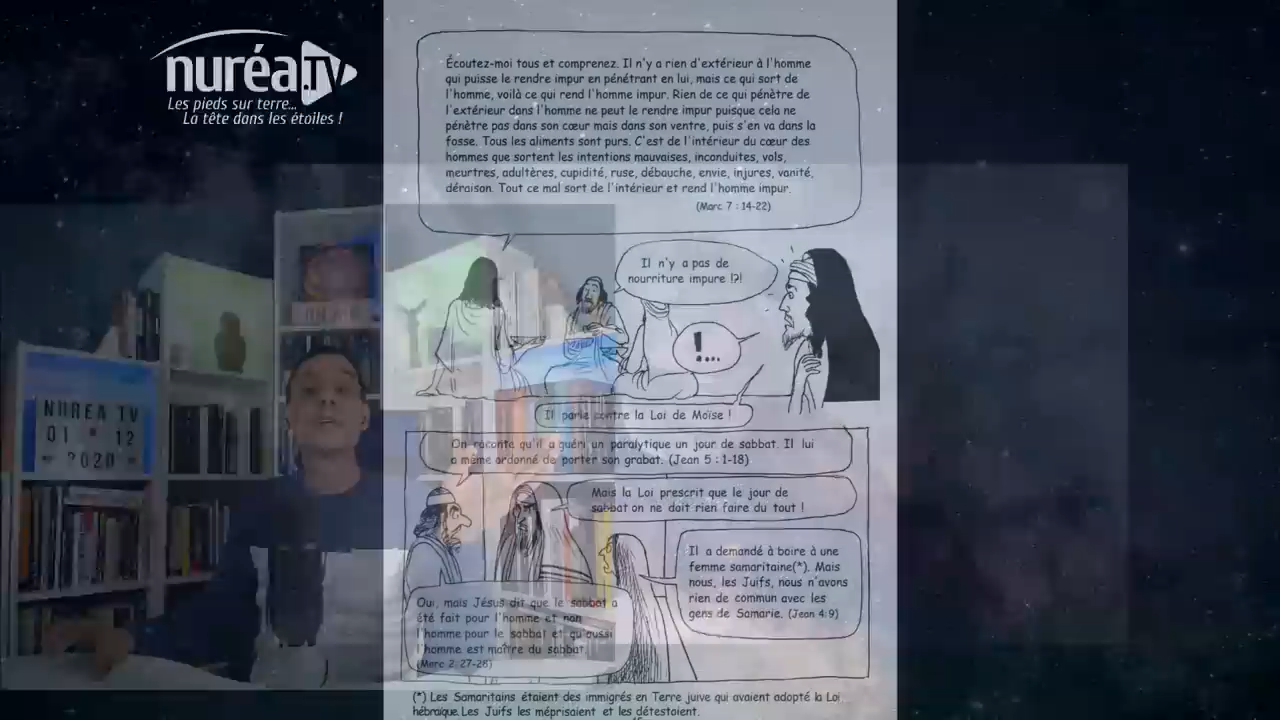 nuréa TV
Les pieds sur terre...
La tête dans les étoiles !
Écoutez-moi tous et comprenez. Il n'y a rien d'extérieur à l'homme
qui puisse le rendre impur en pénétrant en lui, mais ce qui sort de
l'homme, voilà ce qui rend l'homme impur. Rien de ce qui pénètre de
l'extérieur dans l'homme ne peut le rendre impur puisque cela ne
pénètre pas dans son cœur mais dans son ventre, puis s'en va dans la
fosse. Tous les aliments sont purs. C'est de l'intérieur du cœur des
hommes que sortent les intentions mauvaises, inconduites, vols,
meurtres, adultères, cupidité, ruse, débauche, envie, injures, vanité,
déraison. Tout ce mal sort de l'intérieur et rend l'homme impur.
(Marc 7 : 14-22)
Il n'y a pas de
nourriture impure !?!
!...
Il parle contre la Loi de Moïse !
On raconte qu'il a guéri un paralytique un jour de sabbat. Il lui
a même ordonné de porter son grabat. (Jean 5 : 1-18)
Mais la Loi prescrit que le jour de
sabbat on ne doit rien faire du tout !
Il a demandé à boire à une
femme samaritaine(*). Mais
nous, les Juifs, nous n'avons
rien de commun avec les
gens de Samarie. (Jean 4:9)
Oui, mais Jésus dit que le sabbat a
été fait pour l'homme et non
l'homme pour le sabbat et qu'aussi
l'homme est maître du sabbat.
(Marc 2: 27-28)
(*) Les Samaritains étaient des immigrés en Terre juive qui avaient adopté la Loi
hébraïque. Les Juifs les méprisaient et les détestaient.
NUREA TV
01 12
2020